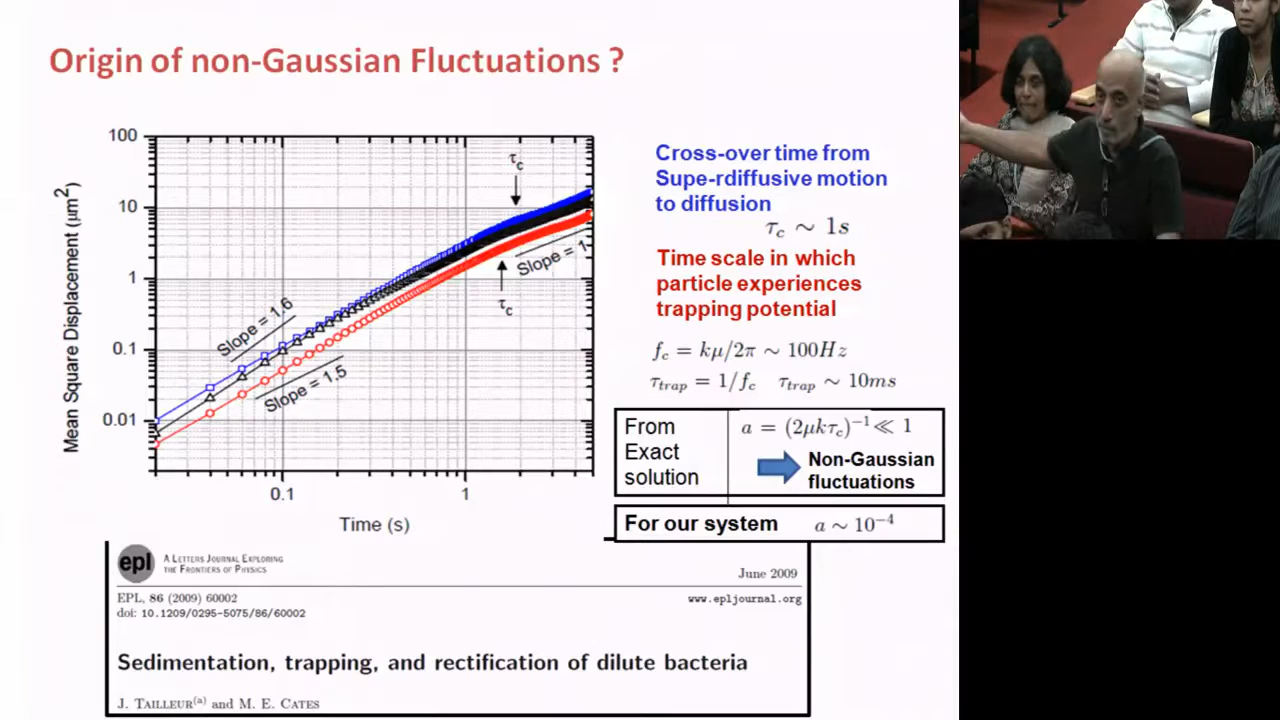 Origin of non-Gaussian Fluctuations ?
Mean Square Displacement (μm²)
100
10
1
0.1
0.01
τc
Slope = 1.6
Slope = 1.5
Slope = 1
τc
0.1
1
Time (s)
Cross-over time from
Supe-rdiffusive motion
to diffusion
τc ∼ 1s
Time scale in which
particle experiences
trapping potential
fc = kμ/2π ∼ 100Hz
τtrap = 1/fc τtrap ∼ 10ms
From
Exact
solution
a = (2μkτc)⁻¹ ≪ 1
Non-Gaussian
fluctuations
For our system a ∼ 10⁻⁴
epl
A Letters Journal Exploring
the Frontiers of Physics
June 2009
EPL, 86 (2009) 60002
www.epljournal.org
doi: 10.1209/0295-5075/86/60002
Sedimentation, trapping, and rectification of dilute bacteria
J. Tailleur(a) and M. E. Cates